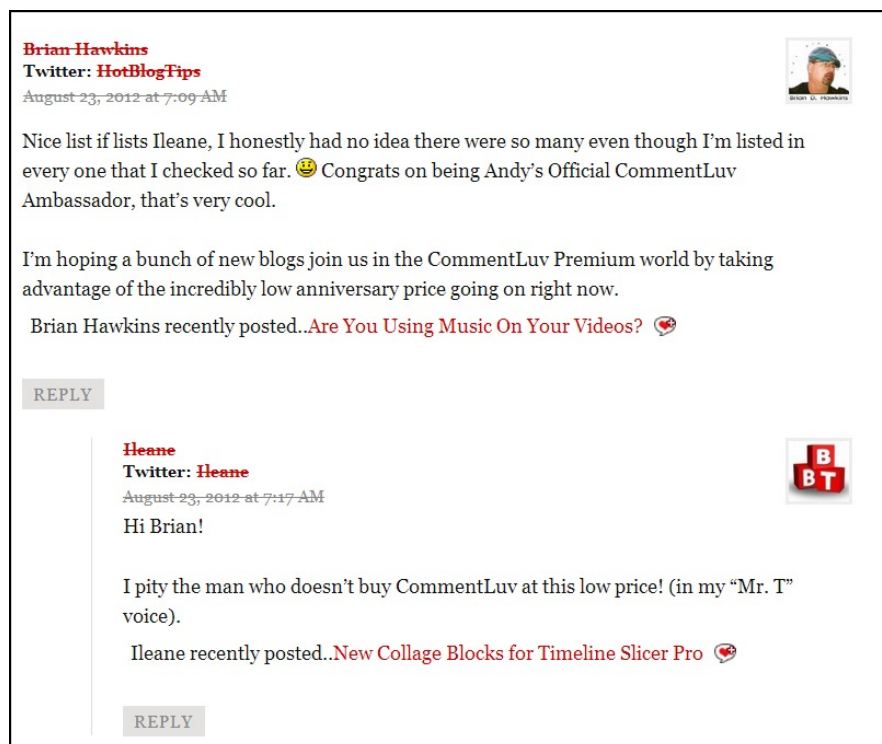 Brian Hawkins
Twitter: HotBlogTips
August 23, 2012 at 7:09 AM
Brian D. Hawkins
Nice list if lists Ileane, I honestly had no idea there were so many even though I’m listed in
every one that I checked so far. Congrats on being Andy’s Official CommentLuv
Ambassador, that’s very cool.
I’m hoping a bunch of new blogs join us in the CommentLuv Premium world by taking
advantage of the incredibly low anniversary price going on right now.
Brian Hawkins recently posted..Are You Using Music On Your Videos?
REPLY
Ileane
Twitter: Ileane
August 23, 2012 at 7:17 AM
B
B T
Hi Brian!
I pity the man who doesn’t buy CommentLuv at this low price! (in my “Mr. T”
voice).
Ileane recently posted..New Collage Blocks for Timeline Slicer Pro
REPLY